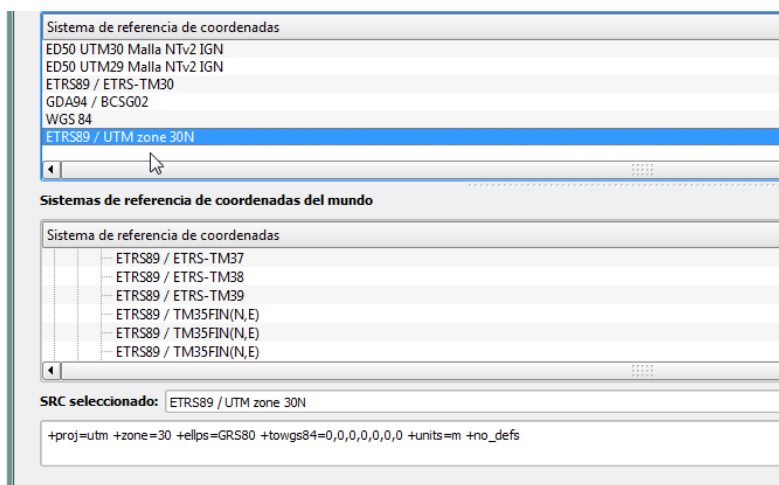 Sistema de referencia de coordenadas
ED50 UTM30 Malla NTv2 IGN
ED50 UTM29 Malla NTv2 IGN
ETRS89 / ETRS-TM30
GDA94 / BCSG02
WGS 84
ETRS89 / UTM zone 30N
Sistemas de referencia de coordenadas del mundo
Sistema de referencia de coordenadas
ETRS89 / ETRS-TM37
ETRS89 / ETRS-TM38
ETRS89 / ETRS-TM39
ETRS89 / TM35FIN(N,E)
ETRS89 / TM35FIN(N,E)
ETRS89 / TM35FIN(N,E)
SRC seleccionado: ETRS89 / UTM zone 30N
+proj=utm +zone=30 +ellps=GRS80 +towgs84=0,0,0,0,0,0,0 +units=m +no_defs